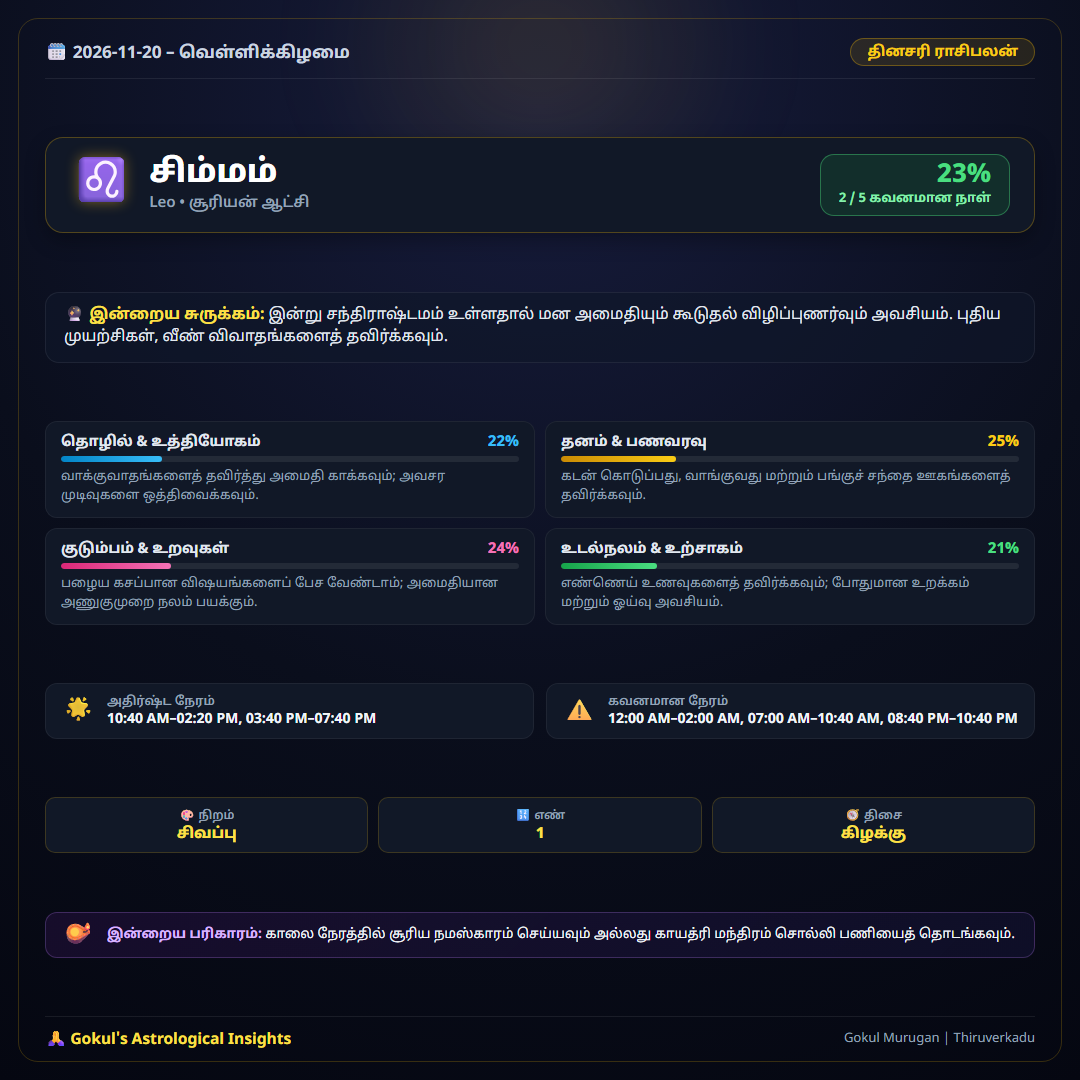 2026-11-20 – வெள்ளிக்கிழமை
தினசரி ராசிபலன்
சிம்மம்
Leo • சூரியன் ஆட்சி
23%
2 / 5 கவனமான நாள்
இன்றைய சுருக்கம்: இன்று சந்திராஷ்டமம் உள்ளதால் மன அமைதியும் கூடுதல் விழிப்புணர்வும் அவசியம். புதிய
முயற்சிகள், வீண் விவாதங்களைத் தவிர்க்கவும்.
தொழில் & உத்தியோகம்
22%
வாக்குவாதங்களைத் தவிர்த்து அமைதி காக்கவும்; அவசர
முடிவுகளை ஒத்திவைக்கவும்.
தனம் & பணவரவு
25%
கடன் கொடுப்பது, வாங்குவது மற்றும் பங்குச் சந்தை ஊகங்களைத்
தவிர்க்கவும்.
குடும்பம் & உறவுகள்
24%
பழைய கசப்பான விஷயங்களைப் பேச வேண்டாம்; அமைதியான
அணுகுமுறை நலம் பயக்கும்.
உடல்நலம் & உற்சாகம்
21%
எண்ணெய் உணவுகளைத் தவிர்க்கவும்; போதுமான உறக்கம்
மற்றும் ஓய்வு அவசியம்.
அதிர்ஷ்ட நேரம்
10:40 AM–02:20 PM, 03:40 PM–07:40 PM
கவனமான நேரம்
12:00 AM–02:00 AM, 07:00 AM–10:40 AM, 08:40 PM–10:40 PM
நிறம்
சிவப்பு
எண்
1
திசை
கிழக்கு
இன்றைய பரிகாரம்: காலை நேரத்தில் சூரிய நமஸ்காரம் செய்யவும் அல்லது காயத்ரி மந்திரம் சொல்லி பணியைத் தொடங்கவும்.
Gokul's Astrological Insights
Gokul Murugan | Thiruverkadu